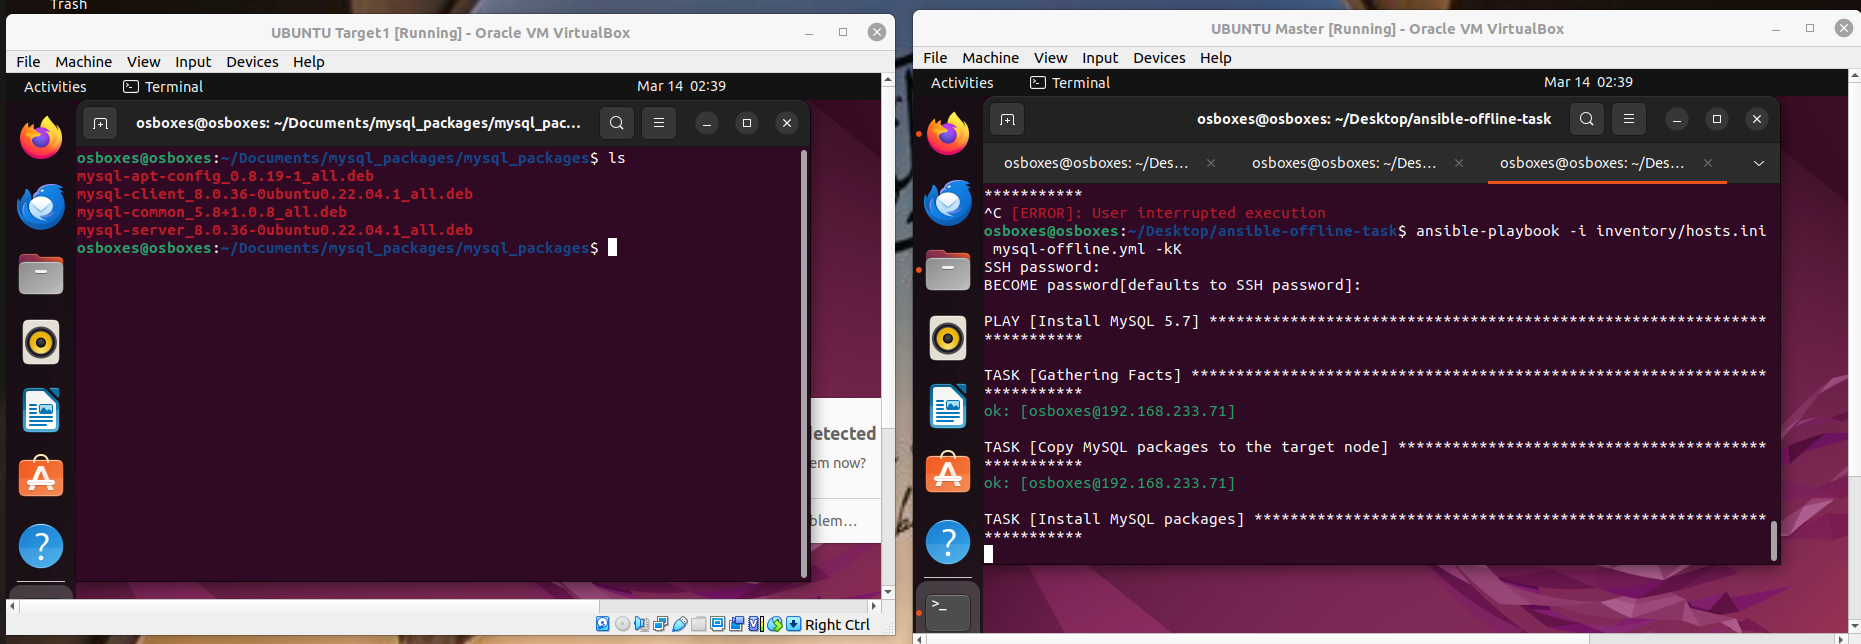 Trash
UBUNTU Target1 [Running] - Oracle VM VirtualBox
File Machine View Input Devices Help
Activities Terminal Mar 14 02:39
osboxes@osboxes: ~/Documents/mysql_packages/mysql_pac...
osboxes@osboxes:~/Documents/mysql_packages/mysql_packages$ ls
mysql-apt-config_0.8.19-1_all.deb
mysql-client_8.0.36-0ubuntu0.22.04.1_all.deb
mysql-common_5.8+1.0.8_all.deb
mysql-server_8.0.36-0ubuntu0.22.04.1_all.deb
osboxes@osboxes:~/Documents/mysql_packages/mysql_packages$
etected
em now?
blem...
Right Ctrl
UBUNTU Master [Running] - Oracle VM VirtualBox
File Machine View Input Devices Help
Activities Terminal Mar 14 02:39
osboxes@osboxes: ~/Desktop/ansible-offline-task
osboxes@osboxes: ~/Des... osboxes@osboxes: ~/Des... osboxes@osboxes: ~/Des...
***********
^C [ERROR]: User interrupted execution
osboxes@osboxes:~/Desktop/ansible-offline-task$ ansible-playbook -i inventory/hosts.ini
mysql-offline.yml -kK
SSH password:
BECOME password[defaults to SSH password]:
PLAY [Install MySQL 5.7] **************************************************************
***********
TASK [Gathering Facts] ****************************************************************
***********
ok: [osboxes@192.168.233.71]
TASK [Copy MySQL packages to the target node] *****************************************
***********
ok: [osboxes@192.168.233.71]
TASK [Install MySQL packages] *********************************************************
***********